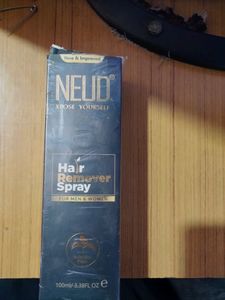 New & Improved
NEUD®
XPOSE YOURSELF
Hair
Remover
Spray
FOR MEN & WOMEN
100ml/ 3.38FL OZ e